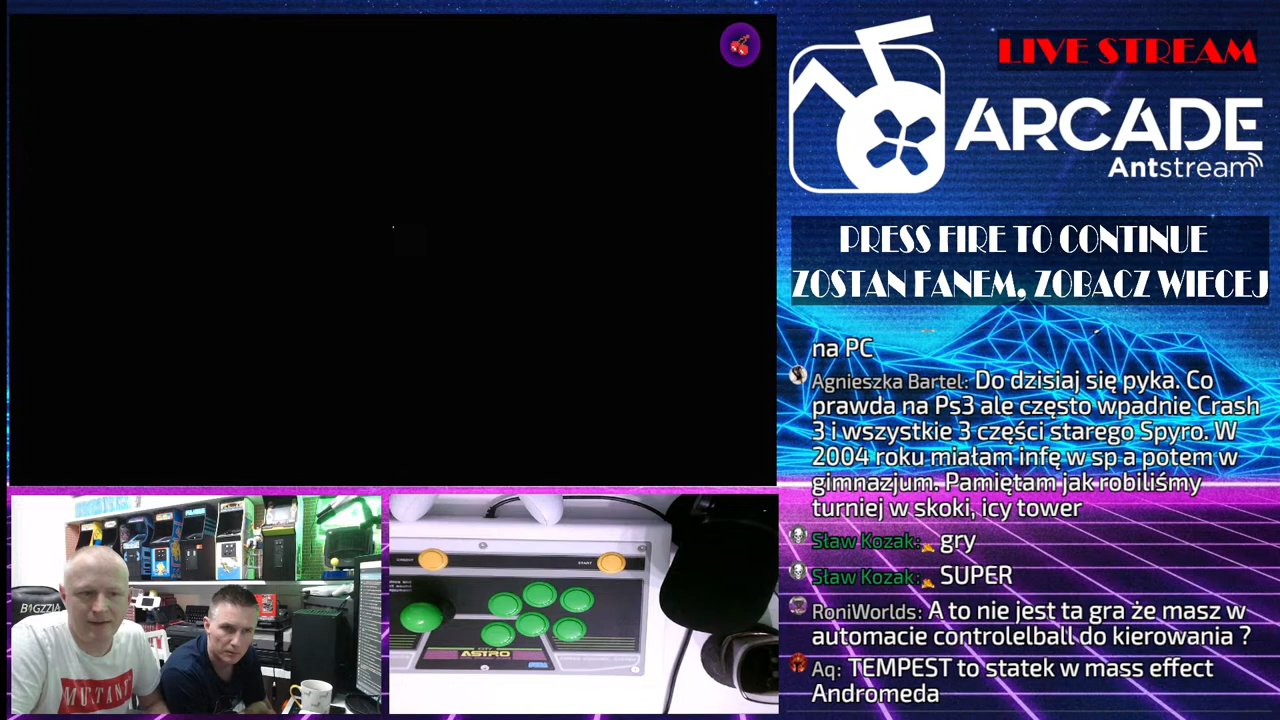 LIVE STREAM
ARCADE
Antstream
PRESS FIRE TO CONTINUE
ZOSTAN FANEM, ZOBACZ WIECEJ
na PC
Agnieszka Bartel: Do dzisiaj się pyka. Co
prawda na Ps3 ale często wpadnie Crash
3 i wszystkie 3 części starego Spyro. W
2004 roku miałam infę w sp a potem w
gimnazjum. Pamiętam jak robiliśmy
turniej w skoki, icy tower
Sław Kozak: gry
Sław Kozak: SUPER
RoniWorlds: A to nie jest ta gra że masz w
automacie controlelball do kierowania ?
Aq: TEMPEST to statek w mass effect
Andromeda
B1GZZIA
MUTANT
CREDIT
START
CITY
ASTRO
SEGA